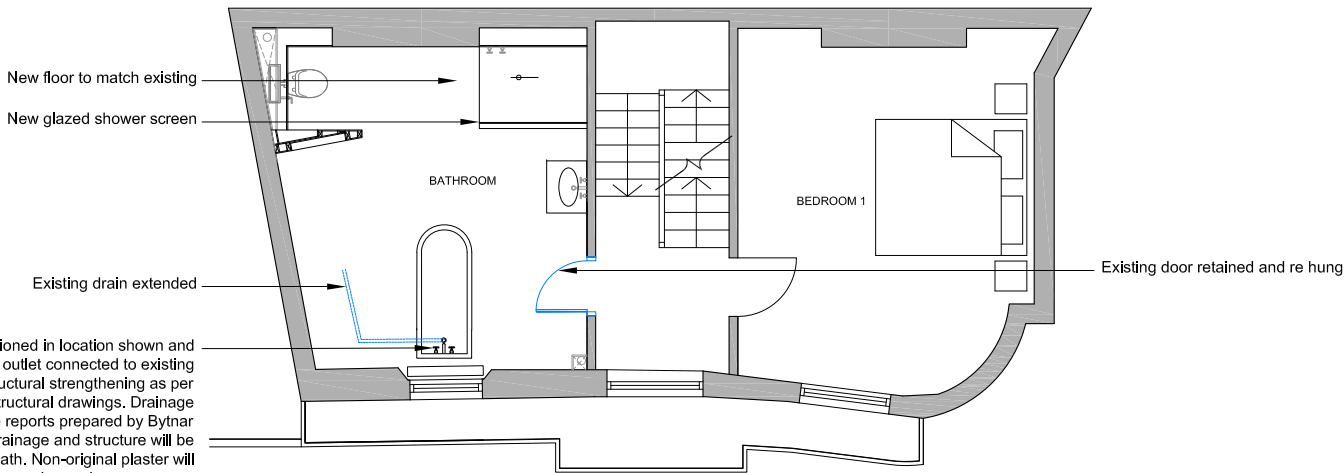 New floor to match existing
New glazed shower screen
BATHROOM
BEDROOM 1
Existing drain extended
Existing door retained and re hung
ioned in location shown and
outlet connected to existing
uctural strengthening as per
tructural drawings. Drainage
reports prepared by Bytnar
rainage and structure will be
ath. Non-original plaster will